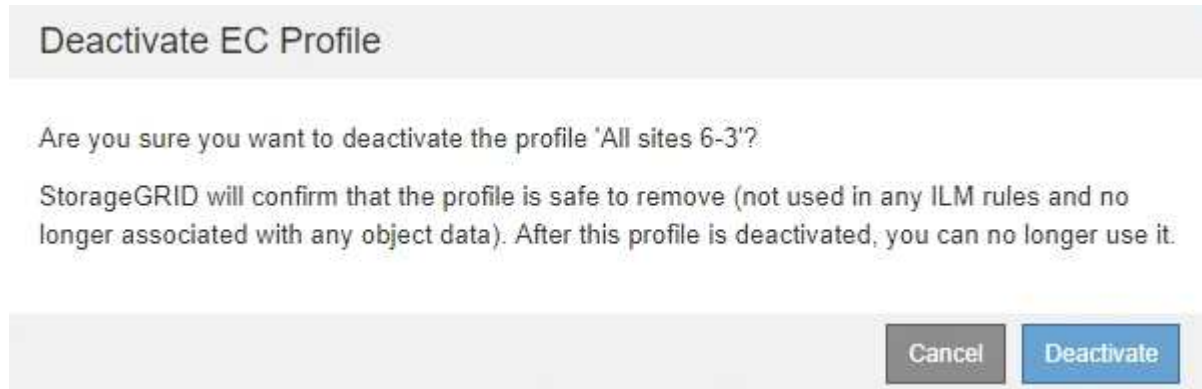 Deactivate EC Profile
Are you sure you want to deactivate the profile 'All sites 6-3'?
StorageGRID will confirm that the profile is safe to remove (not used in any ILM rules and no
longer associated with any object data). After this profile is deactivated, you can no longer use it.
Cancel Deactivate